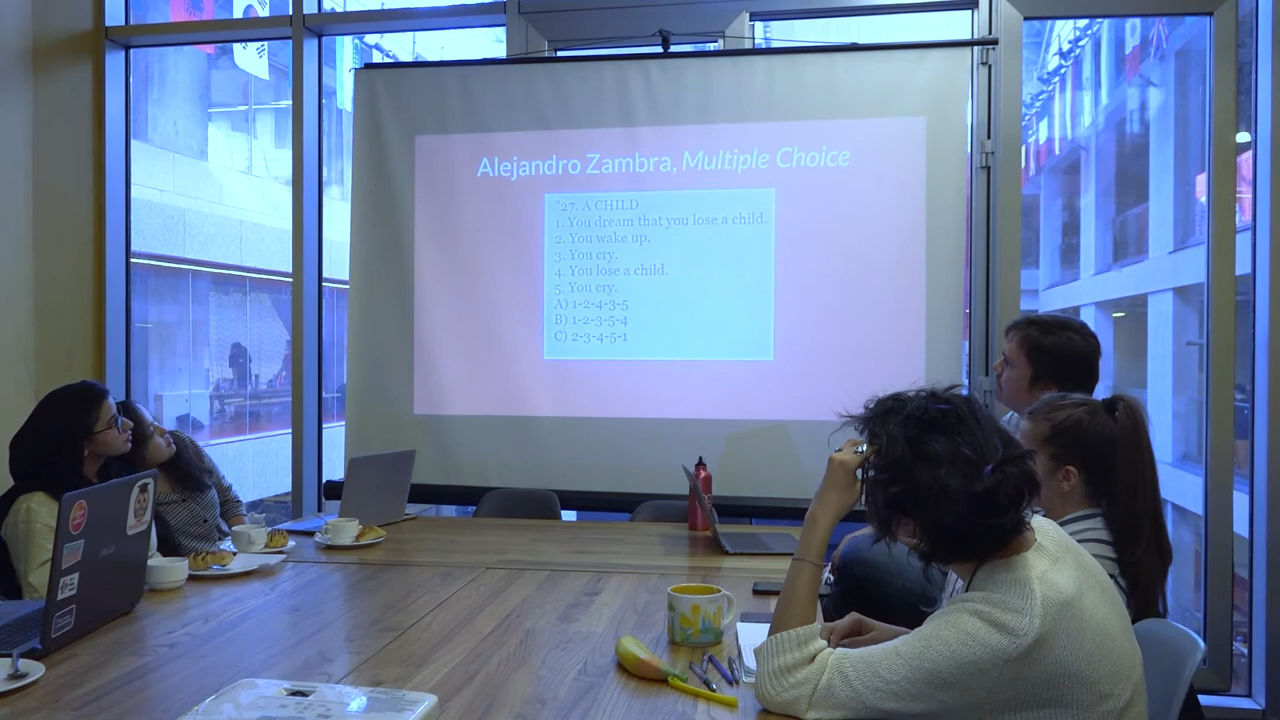 Alejandro Zambra, Multiple Choice
"27. A CHILD
1. You dream that you lose a child.
2. You wake up.
3. You cry.
4. You lose a child.
5. You cry.
A) 1-2-4-3-5
B) 1-2-3-5-4
C) 2-3-4-5-1